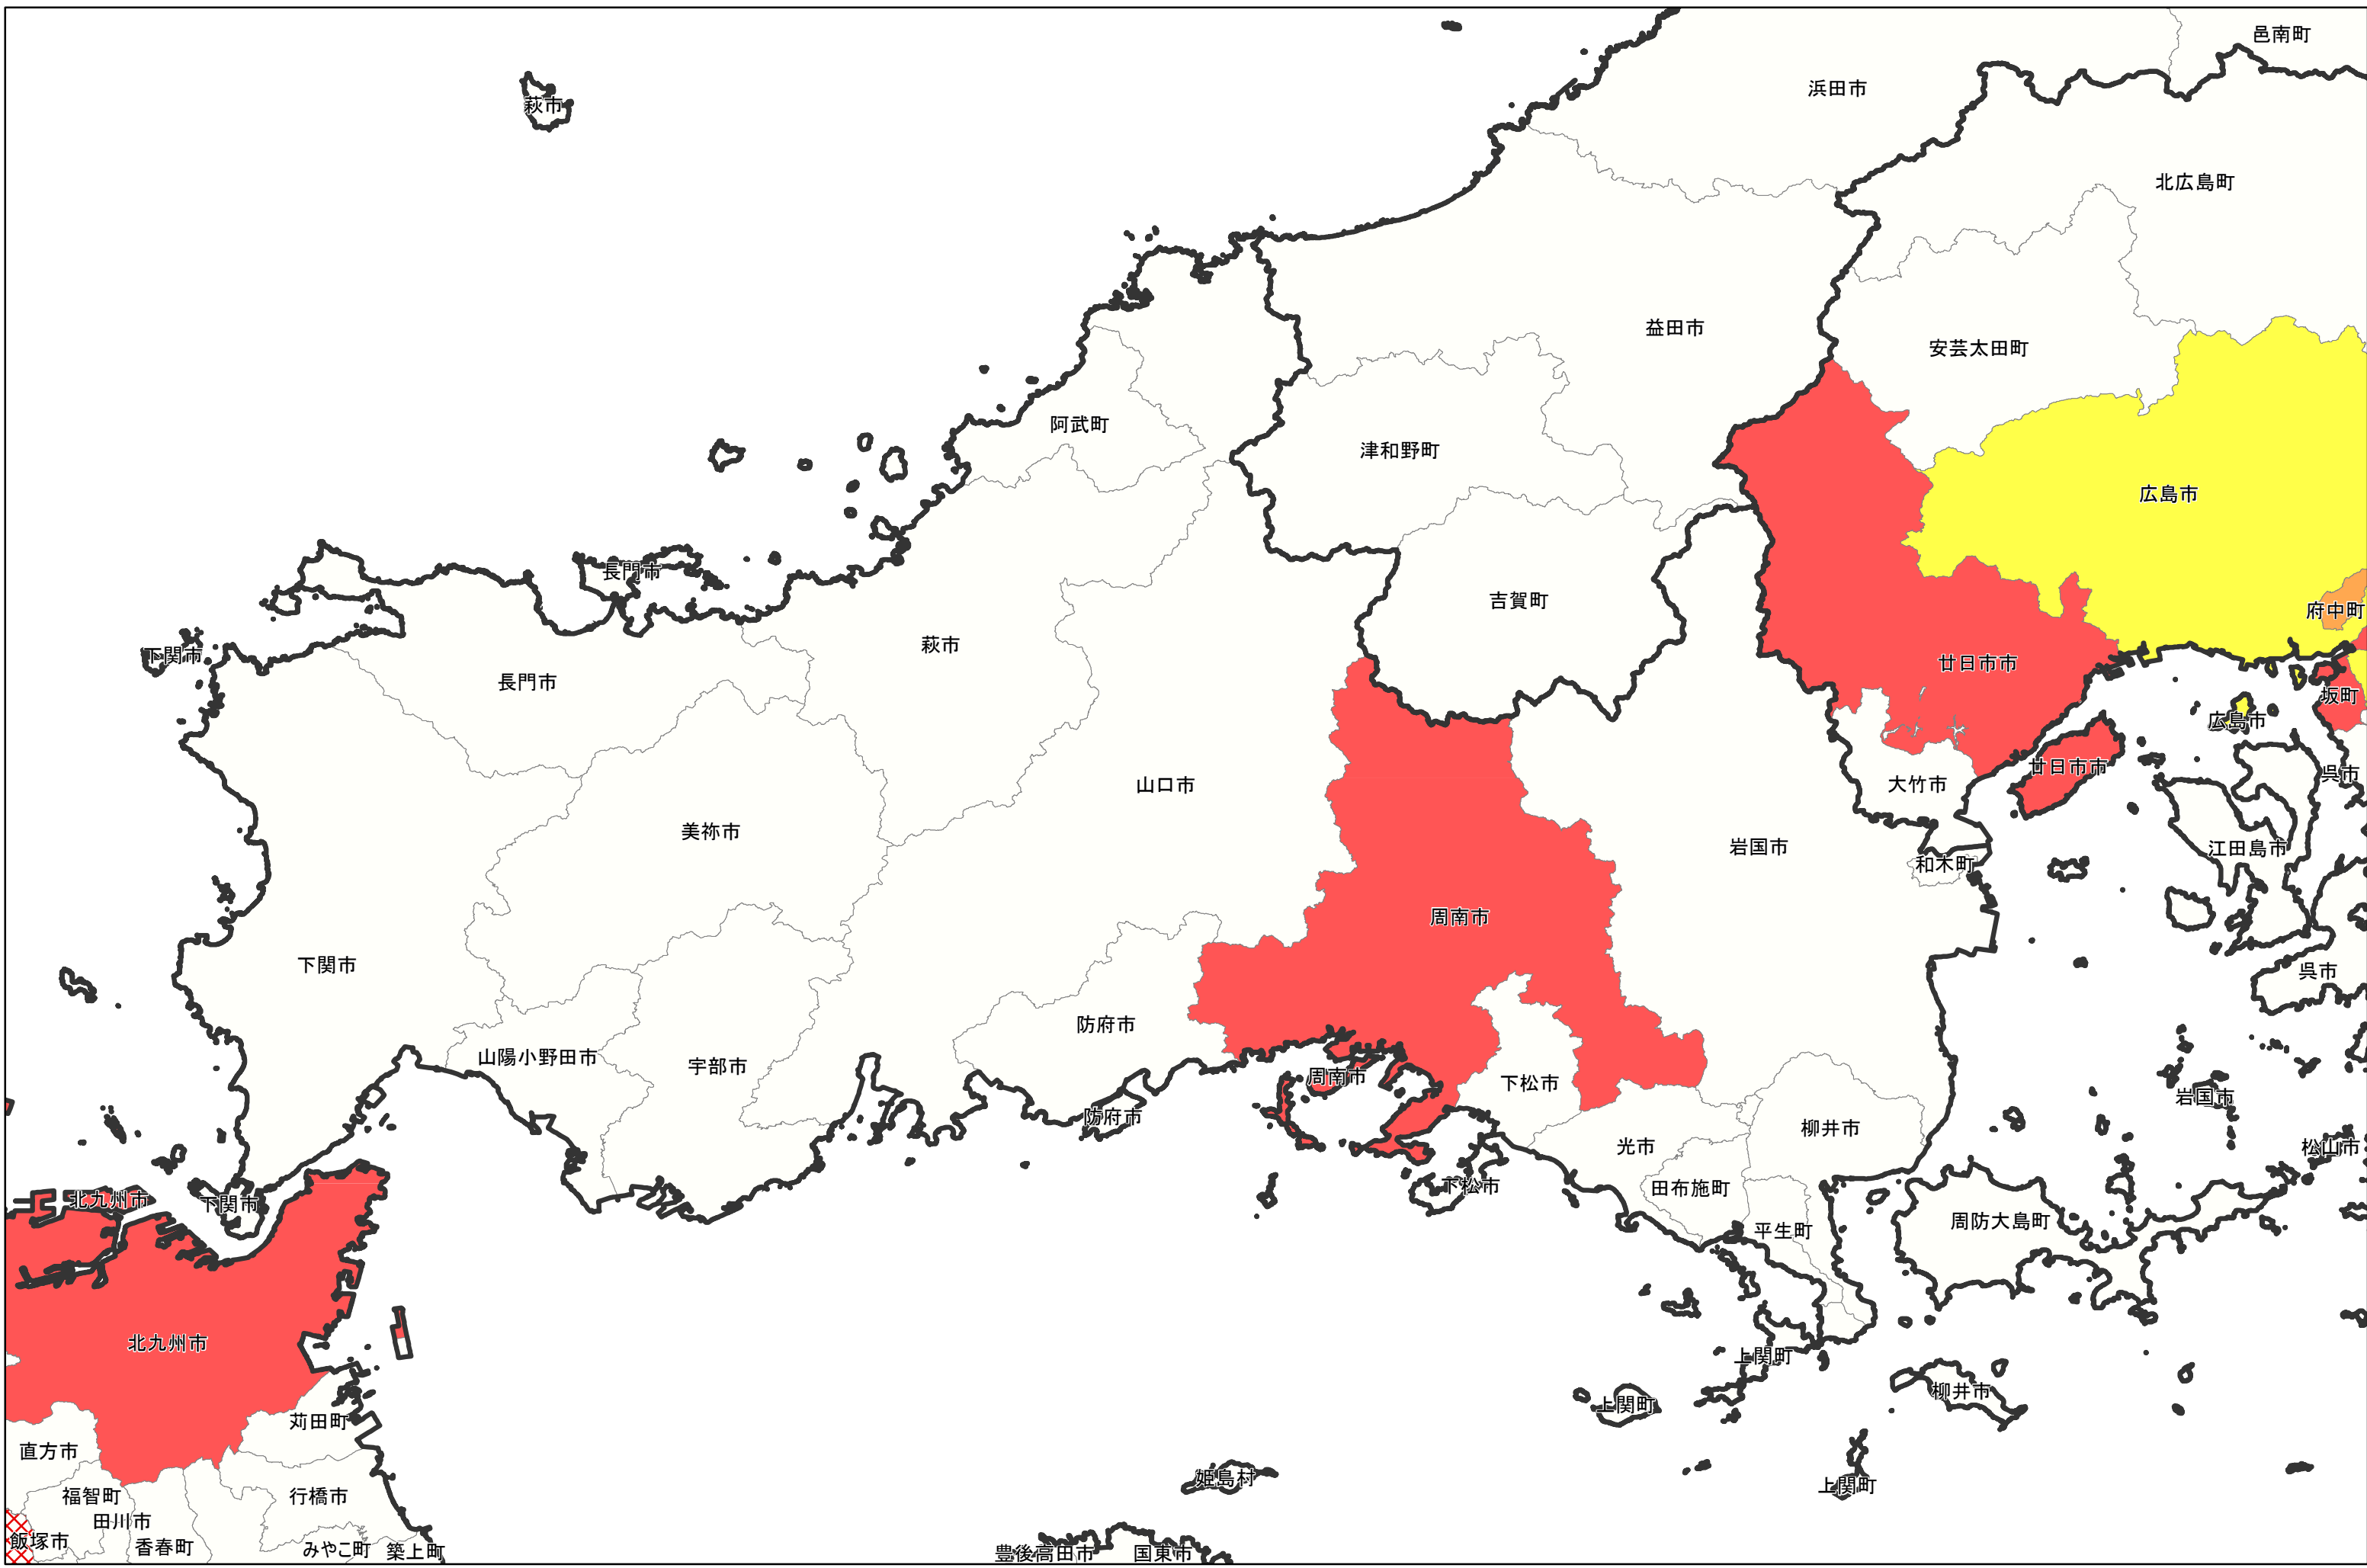 邑南町
浜田市
萩市
北広島町
益田市
安芸太田町
阿武町
津和野町
広島市
長門市
吉賀町
府中町
萩市
下関市
廿日市市
長門市
坂町
広島市
廿日市市
呉市
山口市
大竹市
美祢市
岩国市
江田島市
和木町
周南市
下関市
呉市
防府市
山陽小野田市
宇部市
周南市
下松市
岩国市
防府市
柳井市
光市
松山市
下松市
田布施町
北九州市
下関市
周防大島町
平生町
北九州市
上関町
柳井市
上関町
苅田町
直方市
姫島村
上関町
福智町
行橋市
田川市
飯塚市
香春町
みやこ町
築上町
豊後高田市
国東市